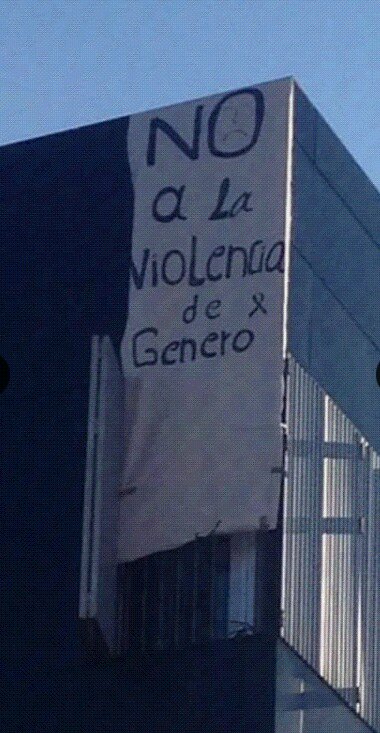 NO
a La
Violencia
de
Genero